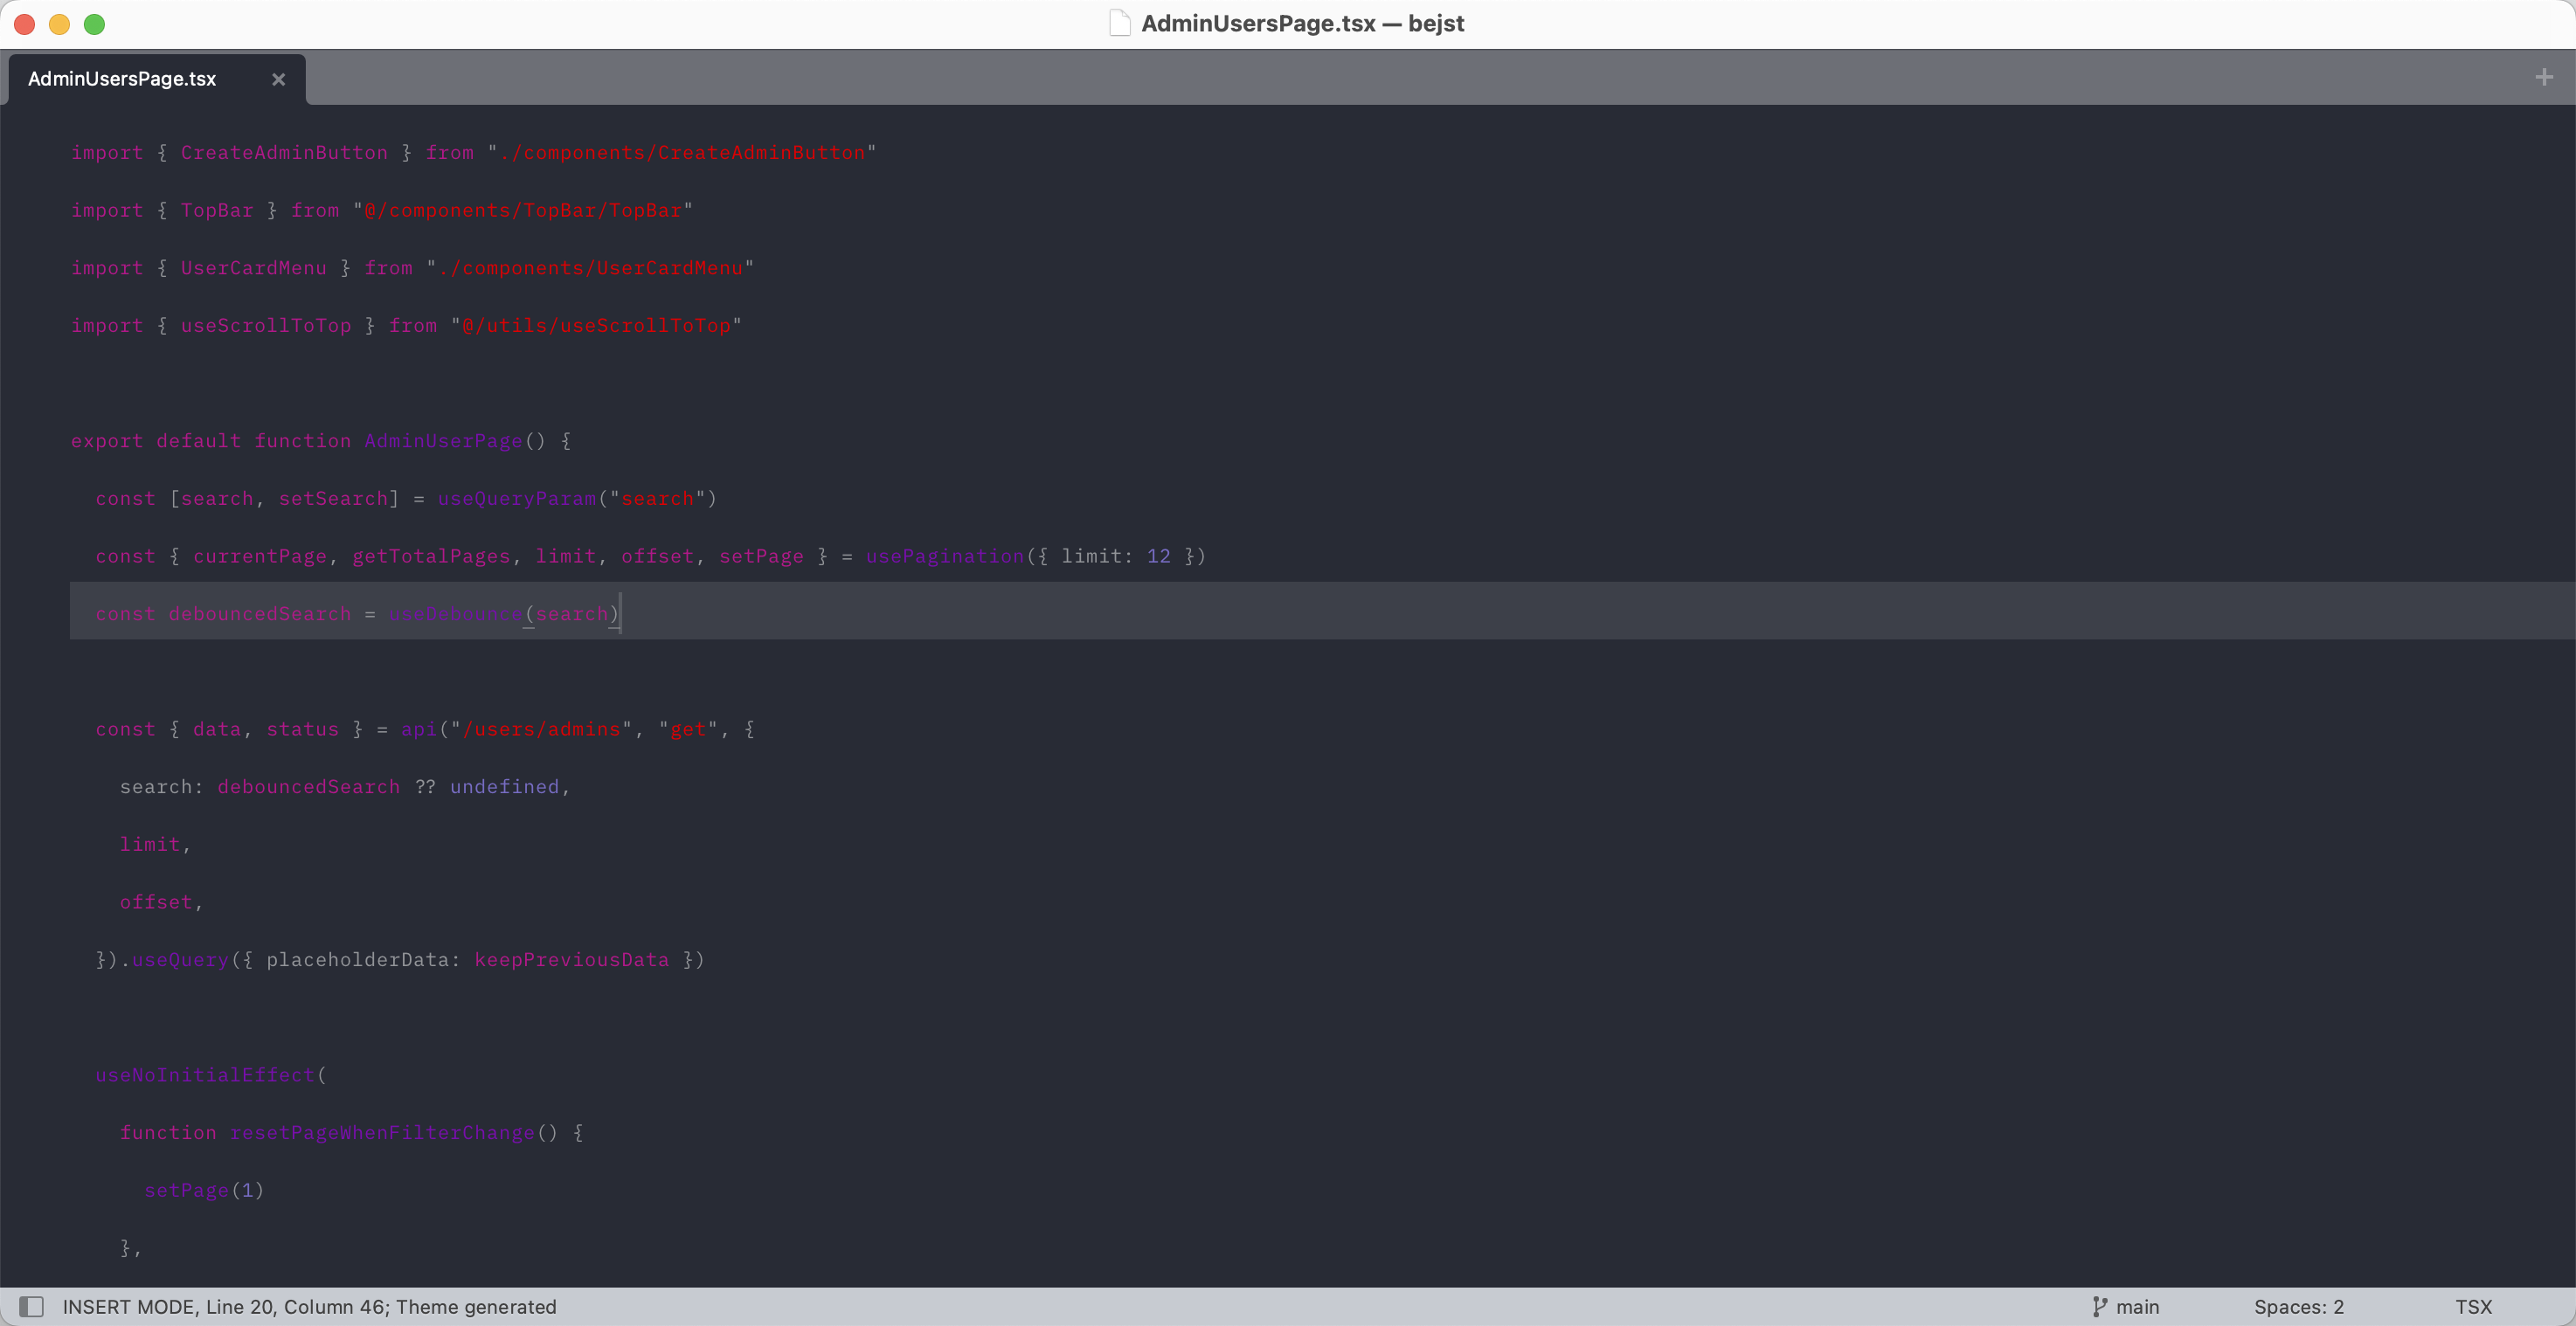 AdminUsersPage.tsx — bejst
AdminUsersPage.tsx
import { CreateAdminButton } from "./components/CreateAdminButton"
import { TopBar } from "@/components/TopBar/TopBar"
import { UserCardMenu } from "./components/UserCardMenu"
import { useScrollToTop } from "@/utils/useScrollToTop"
export default function AdminUserPage() {
  const [search, setSearch] = useQueryParam("search")
  const { currentPage, getTotalPages, limit, offset, setPage } = usePagination({ limit: 12 })
  const debouncedSearch = useDebounce(search)
  const { data, status } = api("/users/admins", "get", {
    search: debouncedSearch ?? undefined,
    limit,
    offset,
  }).useQuery({ placeholderData: keepPreviousData })
  useNoInitialEffect(
    function resetPageWhenFilterChange() {
      setPage(1)
    },
INSERT MODE, Line 20, Column 46; Theme generated
main
Spaces: 2
TSX